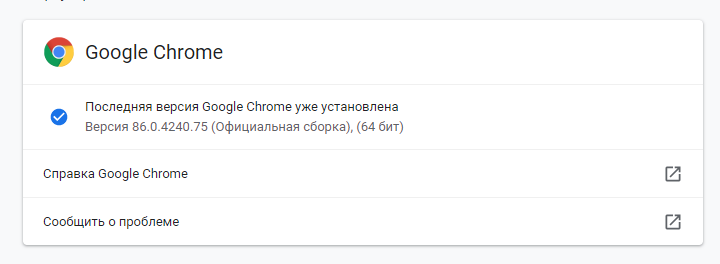 Google Chrome
Последняя версия Google Chrome уже установлена
Версия 86.0.4240.75 (Официальная сборка), (64 бит)
Справка Google Chrome
Сообщить о проблеме